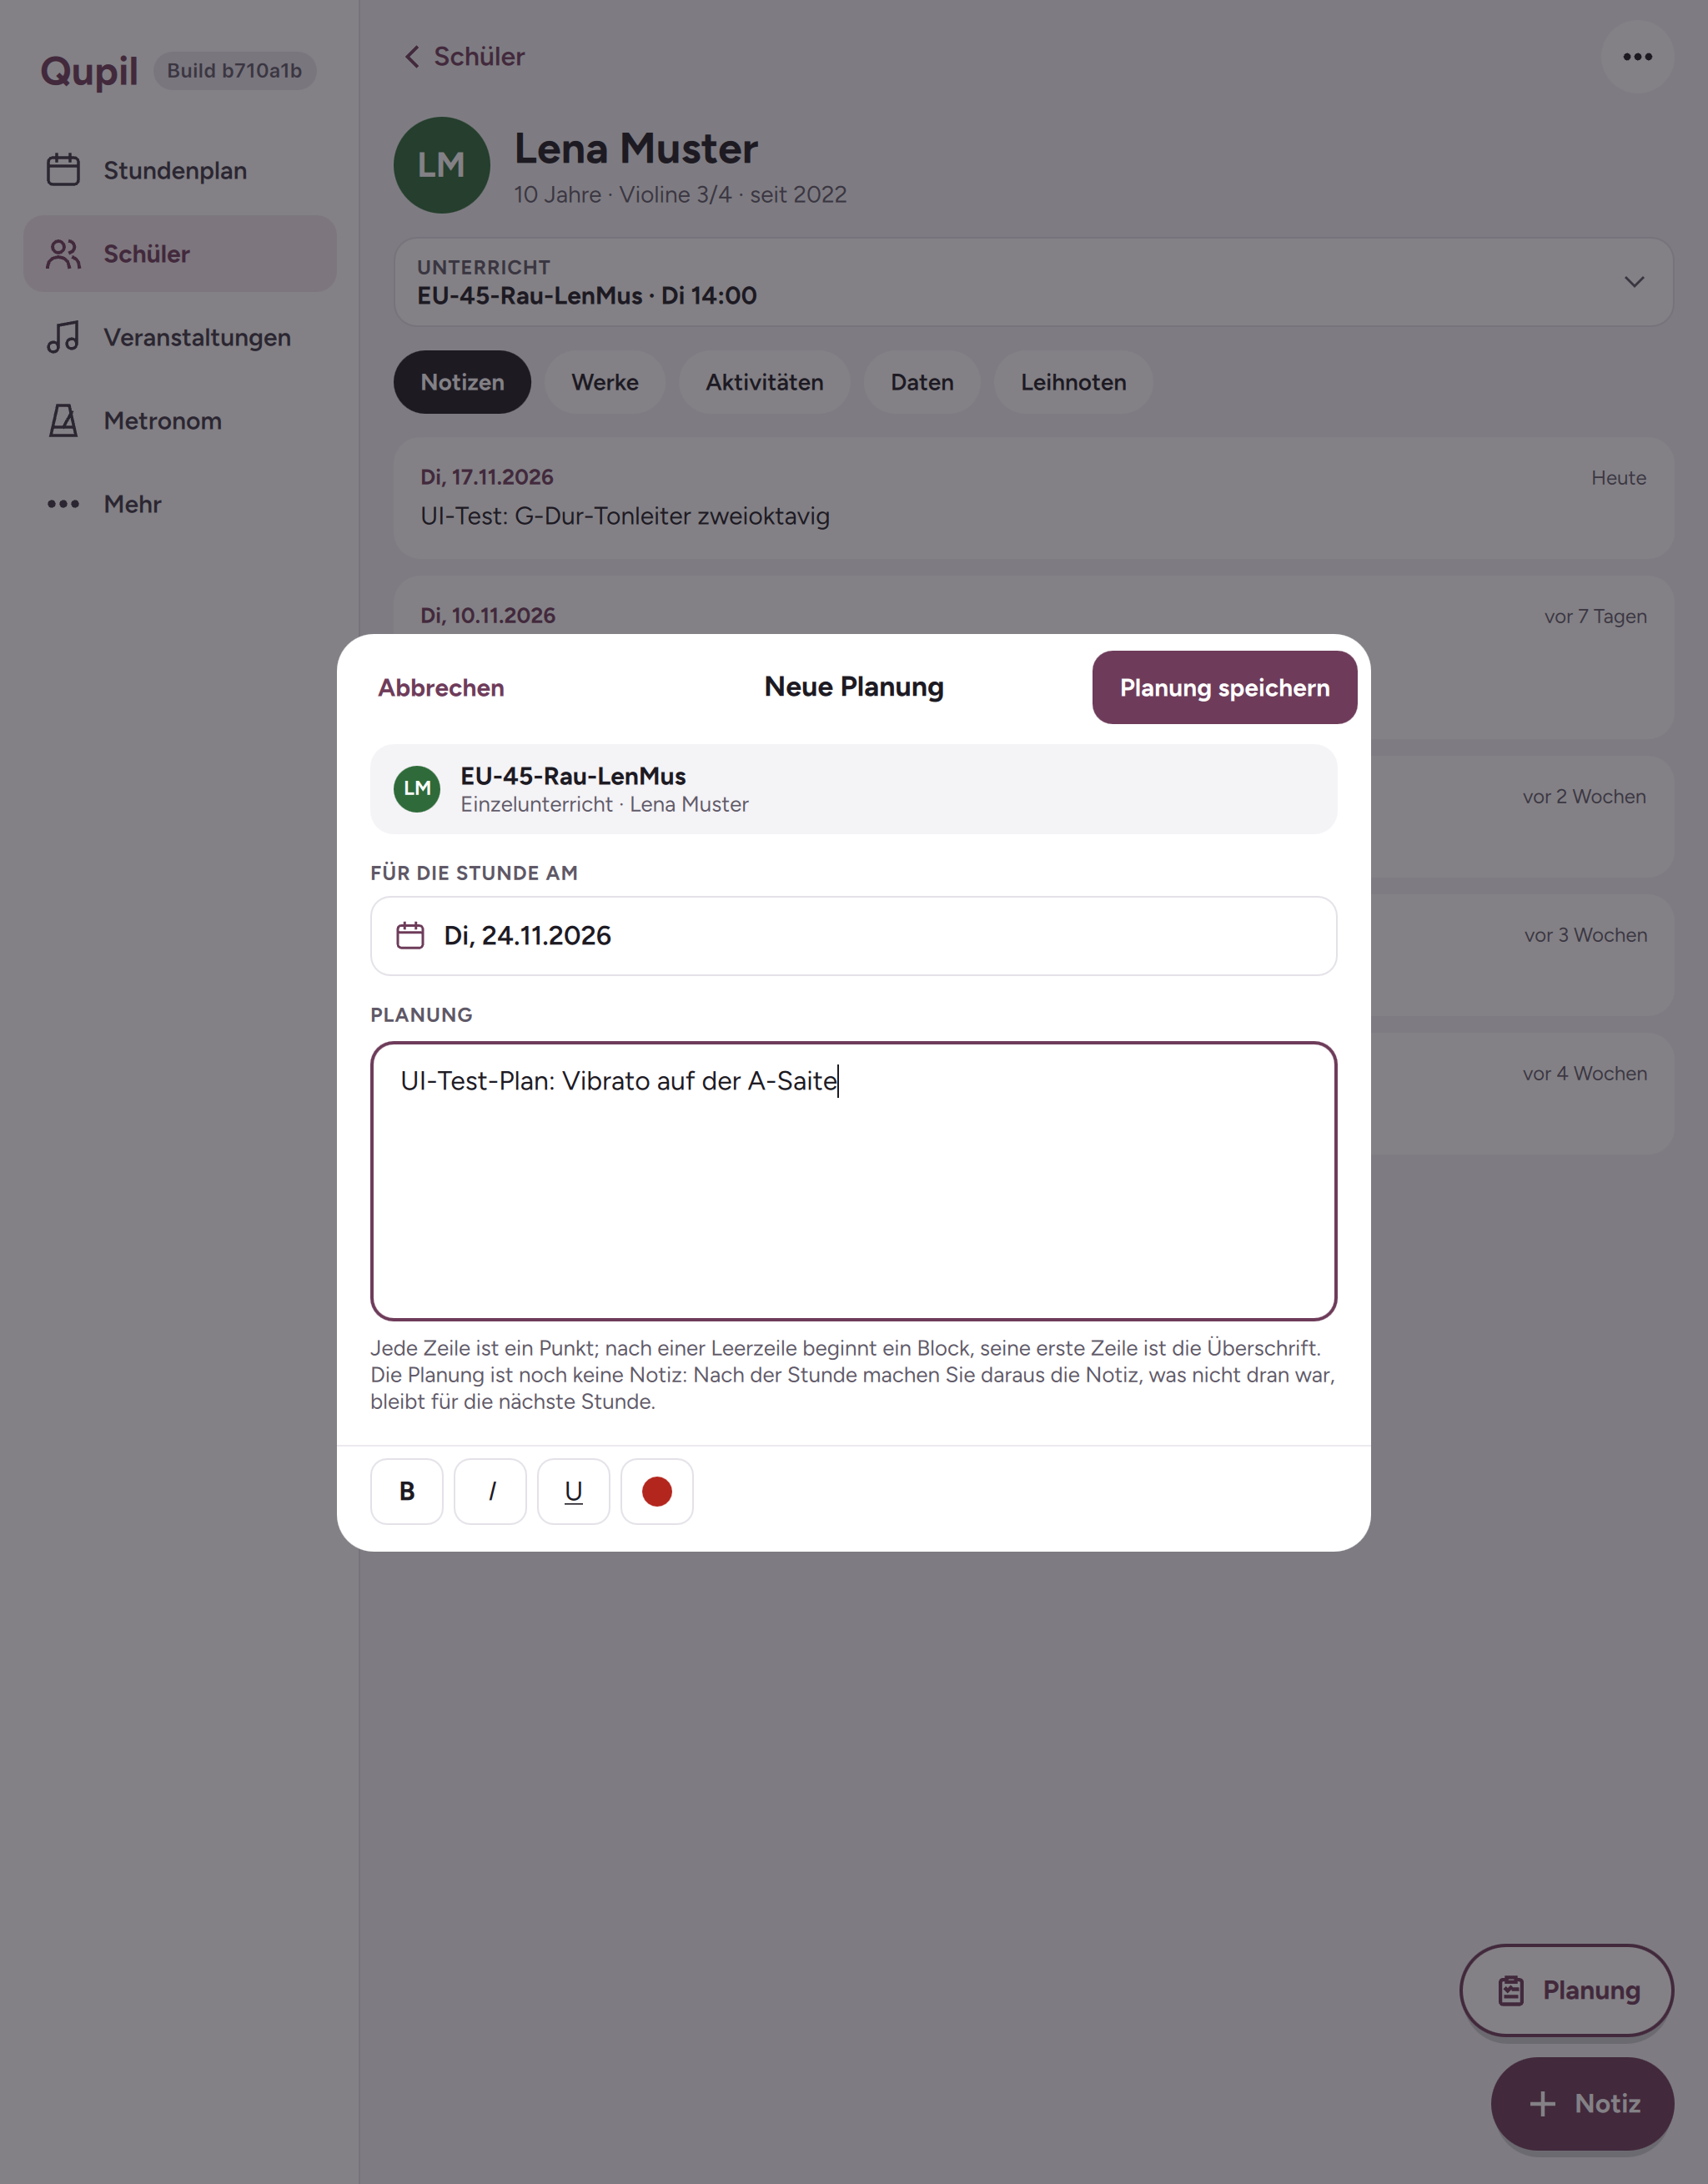 Qupil
Build b710a1b
Stundenplan
Schüler
Veranstaltungen
Metronom
Mehr
Schüler
LM
Lena Muster
10 Jahre · Violine 3/4 · seit 2022
UNTERRICHT
EU-45-Rau-LenMus · Di 14:00
Notizen
Werke
Aktivitäten
Daten
Leihnoten
Di, 17.11.2026
Heute
UI-Test: G-Dur-Tonleiter zweioktavig
Di, 10.11.2026
vor 7 Tagen
vor 2 Wochen
vor 3 Wochen
vor 4 Wochen
Abbrechen
Neue Planung
Planung speichern
LM
EU-45-Rau-LenMus
Einzelunterricht · Lena Muster
FÜR DIE STUNDE AM
Di, 24.11.2026
PLANUNG
UI-Test-Plan: Vibrato auf der A-Saite
Jede Zeile ist ein Punkt; nach einer Leerzeile beginnt ein Block, seine erste Zeile ist die Überschrift.
Die Planung ist noch keine Notiz: Nach der Stunde machen Sie daraus die Notiz, was nicht dran war,
bleibt für die nächste Stunde.
B
I
U
Planung
Notiz